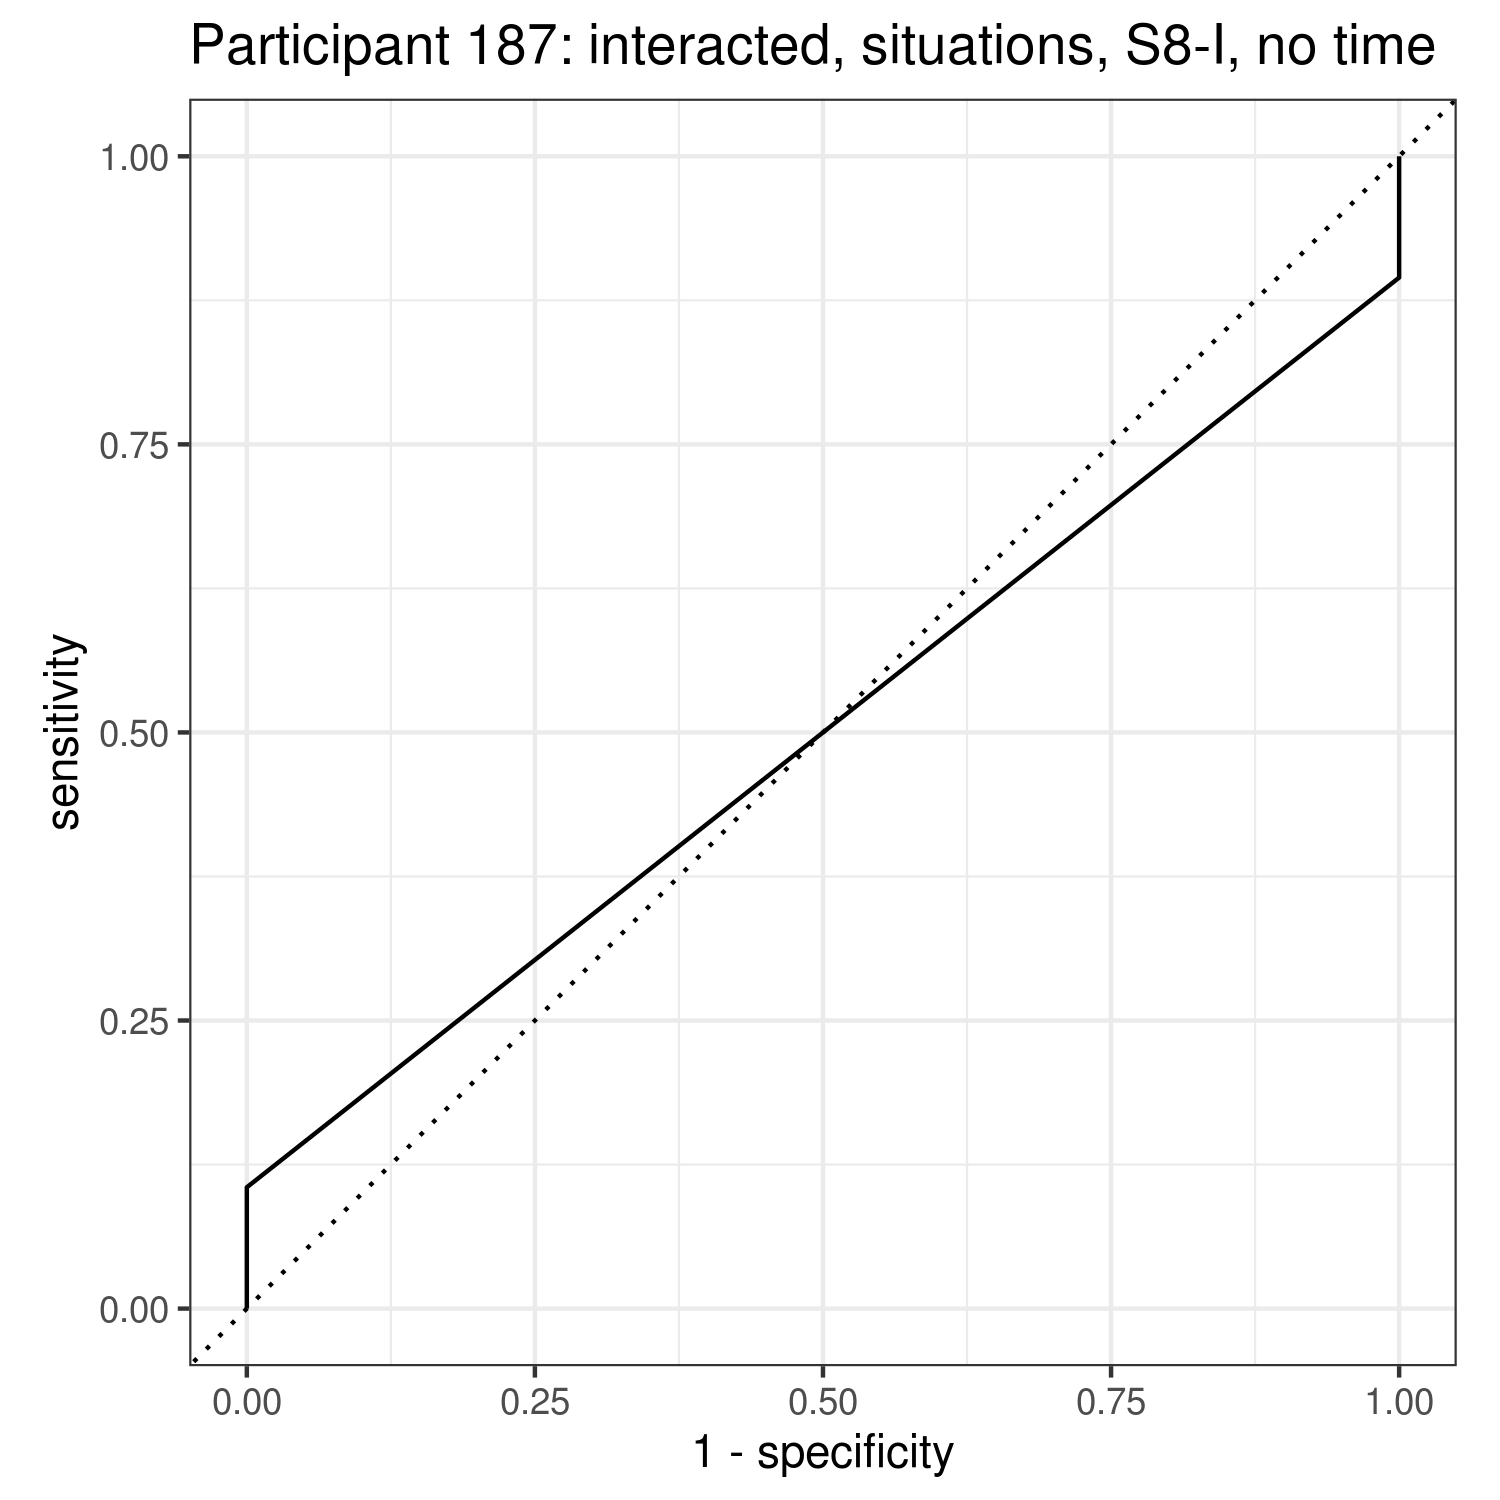 Participant 187: interacted, situations, S8-I, no time
1.00
0.75
0.50
0.25
0.00
sensitivity
0.00 0.25 0.50 0.75 1.00
1 - specificity